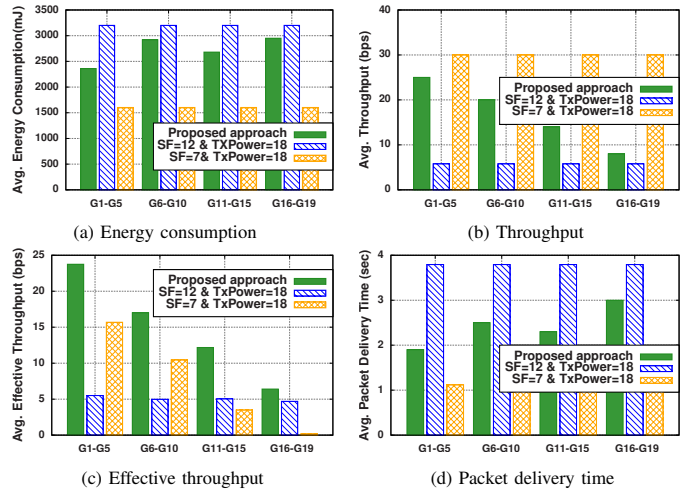 3500
3000
2500
2000
1500
1000
500
0
Avg. Energy Consumption(mJ)
Proposed approach
SF=12 & TXPower=18
SF=7& TxPower=18
G1-G5 G6-G10 G11-G15 G16-G19
(a) Energy consumption
40
30
20
10
0
Avg. Throughput (bps)
Proposed approach
SF=12 & TxPower=18
SF=7 & TxPower=18
G1-G5 G6-G10 G11-G15 G16-G19
(b) Throughput
25
20
15
10
5
0
Avg. Effective Throughput (bps)
Proposed approach
SF=12 & TxPower=18
SF=7 & TxPower=18
G1-G5 G6-G10 G11-G15 G16-G19
(c) Effective throughput
4
3
2
1
0
Avg. Packet Delivery Time (sec)
Proposed approach
SF=12 & TxPower=18
SF=7 & TxPower=18
G1-G5 G6-G10 G11-G15 G16-G19
(d) Packet delivery time